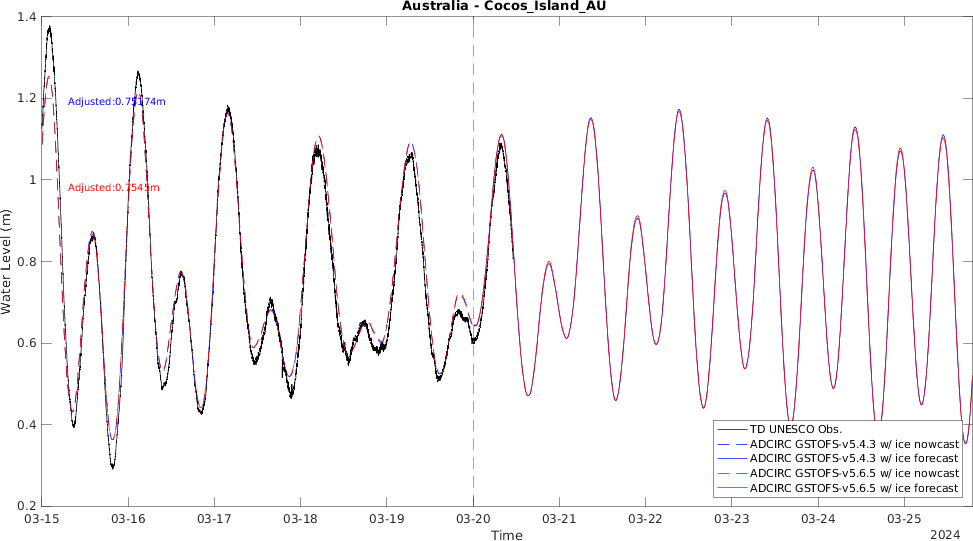 Australia - Cocos_Island_AU
1.4
1.2
1
0.8
0.6
0.4
0.2
Water Level (m)
Adjusted:0.75174m
Adjusted:0.7545m
TD UNESCO Obs.
ADCIRC GSTOFS-v5.4.3 w/ ice nowcast
ADCIRC GSTOFS-v5.4.3 w/ ice forecast
ADCIRC GSTOFS-v5.6.5 w/ ice nowcast
ADCIRC GSTOFS-v5.6.5 w/ ice forecast
03-15 03-16 03-17 03-18 03-19 03-20 03-21 03-22 03-23 03-24 03-25
Time
2024